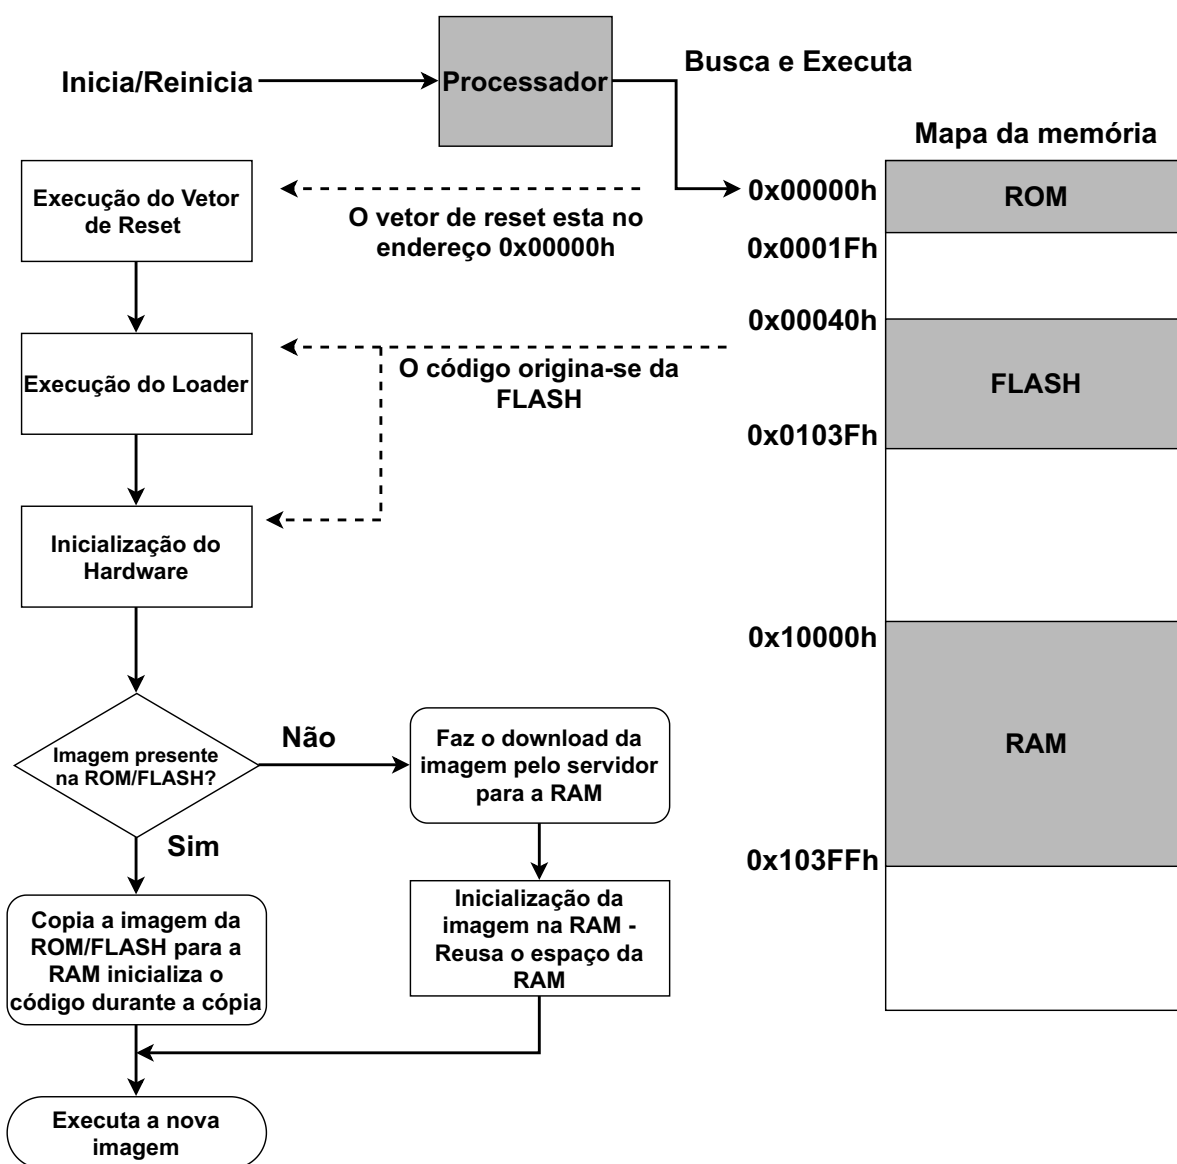 Inicia/Reinicia
Processador
Busca e Executa
Mapa da memória
Execução do Vetor
de Reset
O vetor de reset esta no
endereço 0x00000h
0x00000h
ROM
0x0001Fh
0x00040h
Execução do Loader
O código origina-se da
FLASH
FLASH
0x0103Fh
Inicialização do
Hardware
0x10000h
Imagem presente
na ROM/FLASH?
Não
Faz o download da
imagem pelo servidor
para a RAM
RAM
Sim
0x103FFh
Copia a imagem da
ROM/FLASH para a
RAM inicializa o
código durante a cópia
Inicialização da
imagem na RAM -
Reusa o espaço da
RAM
Executa a nova
imagem